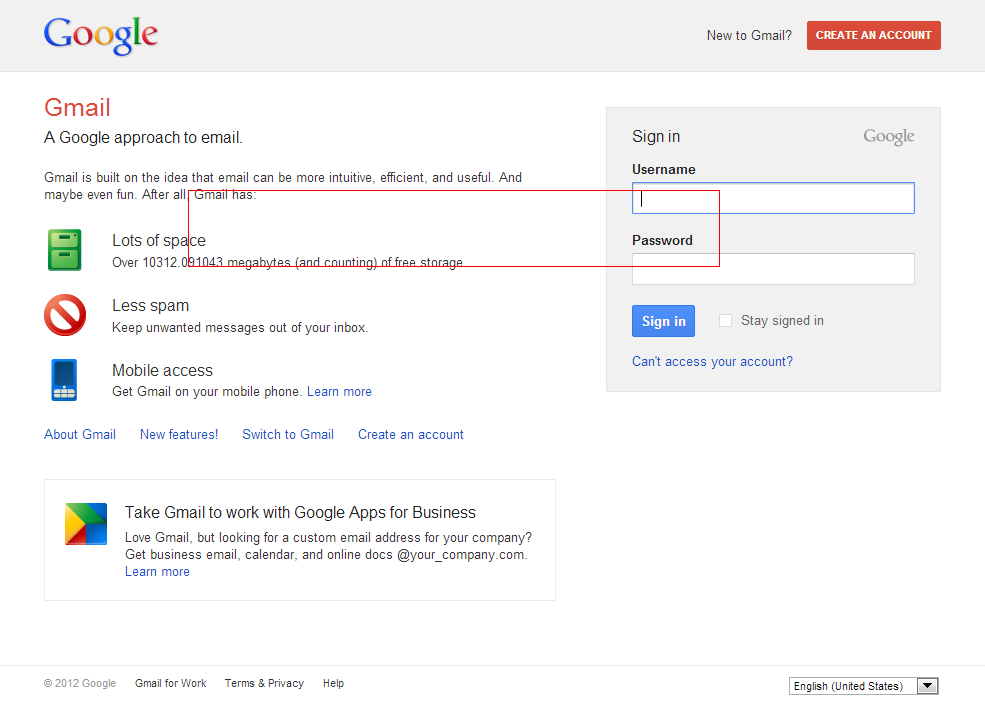 Google
New to Gmail?
CREATE AN ACCOUNT
Gmail
A Google approach to email.
Gmail is built on the idea that email can be more intuitive, efficient, and useful. And
maybe even fun. After all, Gmail has:
Lots of space
Over 10312.091043 megabytes (and counting) of free storage
Less spam
Keep unwanted messages out of your inbox.
Mobile access
Get Gmail on your mobile phone. Learn more
About Gmail New features! Switch to Gmail Create an account
Take Gmail to work with Google Apps for Business
Love Gmail, but looking for a custom email address for your company?
Get business email, calendar, and online docs @your_company.com.
Learn more
Sign in
Google
Username
Password
Sign in
Stay signed in
Can't access your account?
© 2012 Google Gmail for Work Terms & Privacy Help
English (United States)